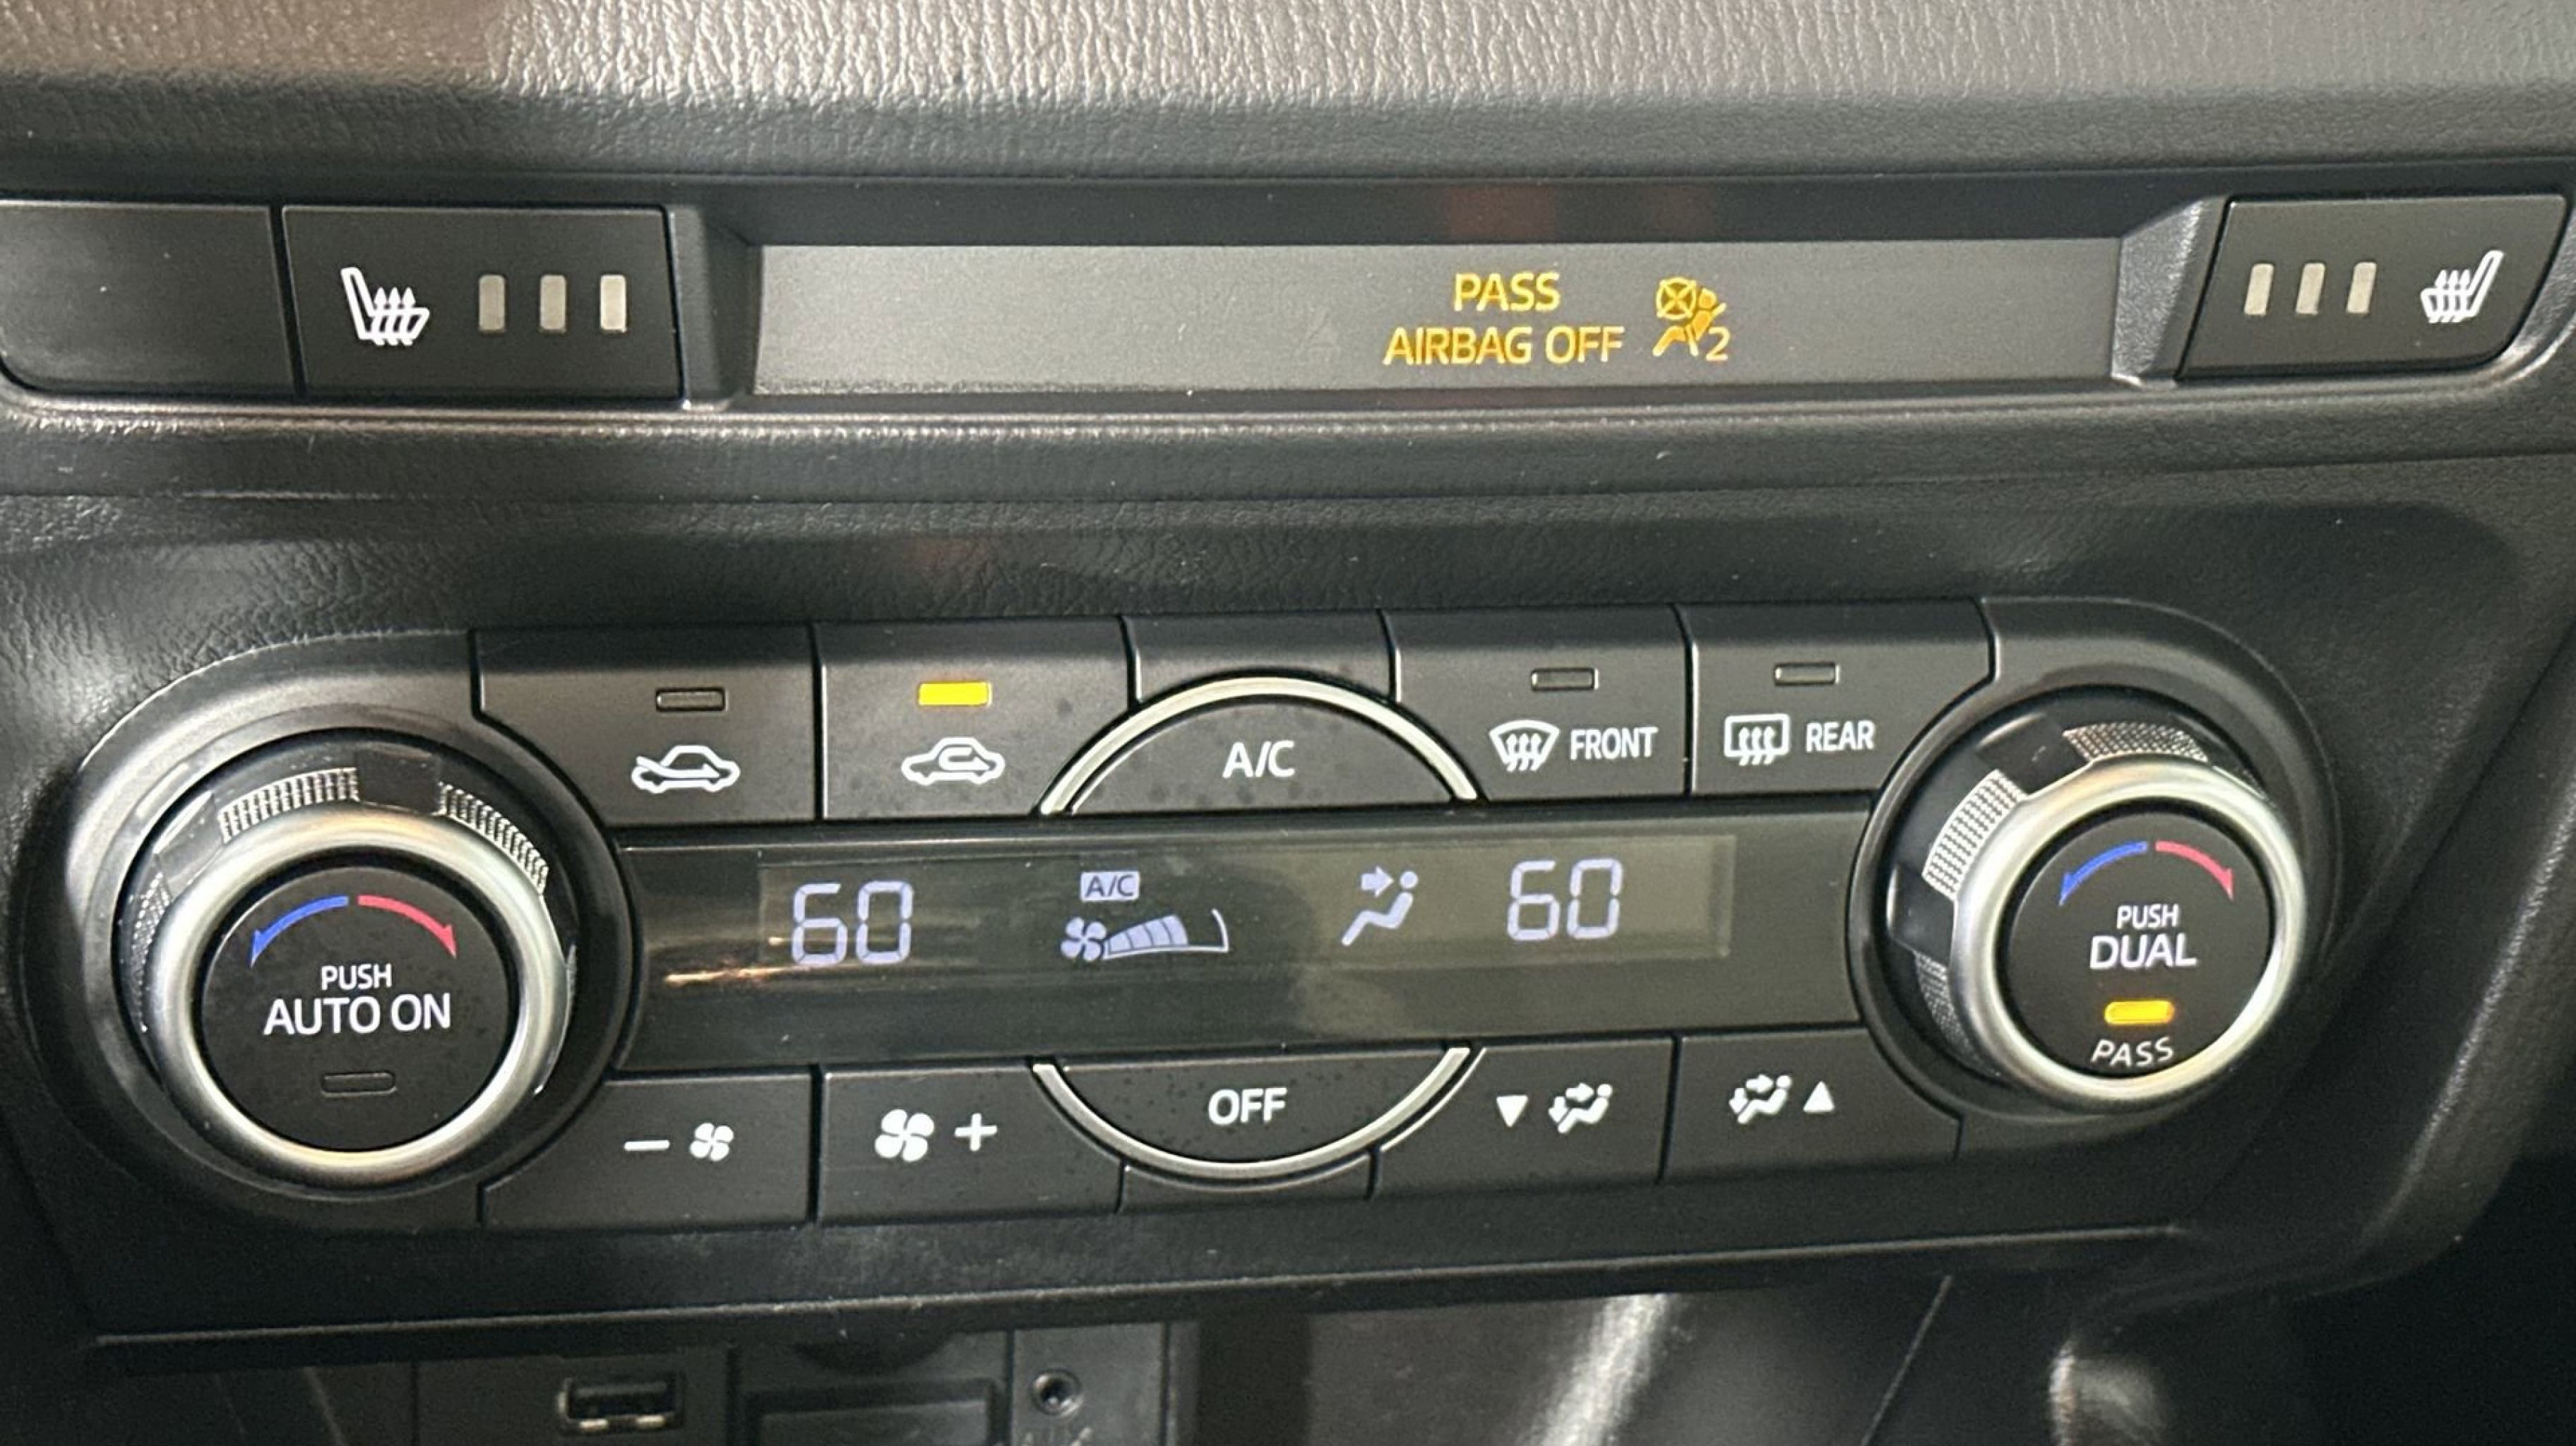 PASS
AIRBAG OFF
2
A/C
FRONT
REAR
60
A/C
60
PUSH
AUTO ON
PUSH
DUAL
PASS
-
+
OFF